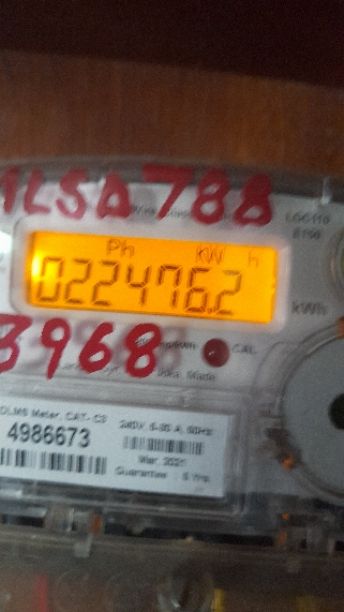 ALSA788
Ph kW h
022476.2
kWh
3968
CAL
DLMS Meter, CAT- C3
4986673
240V, 5-30 A, 50Hz
Mar, 2021
Guarantee : 5 Yrs